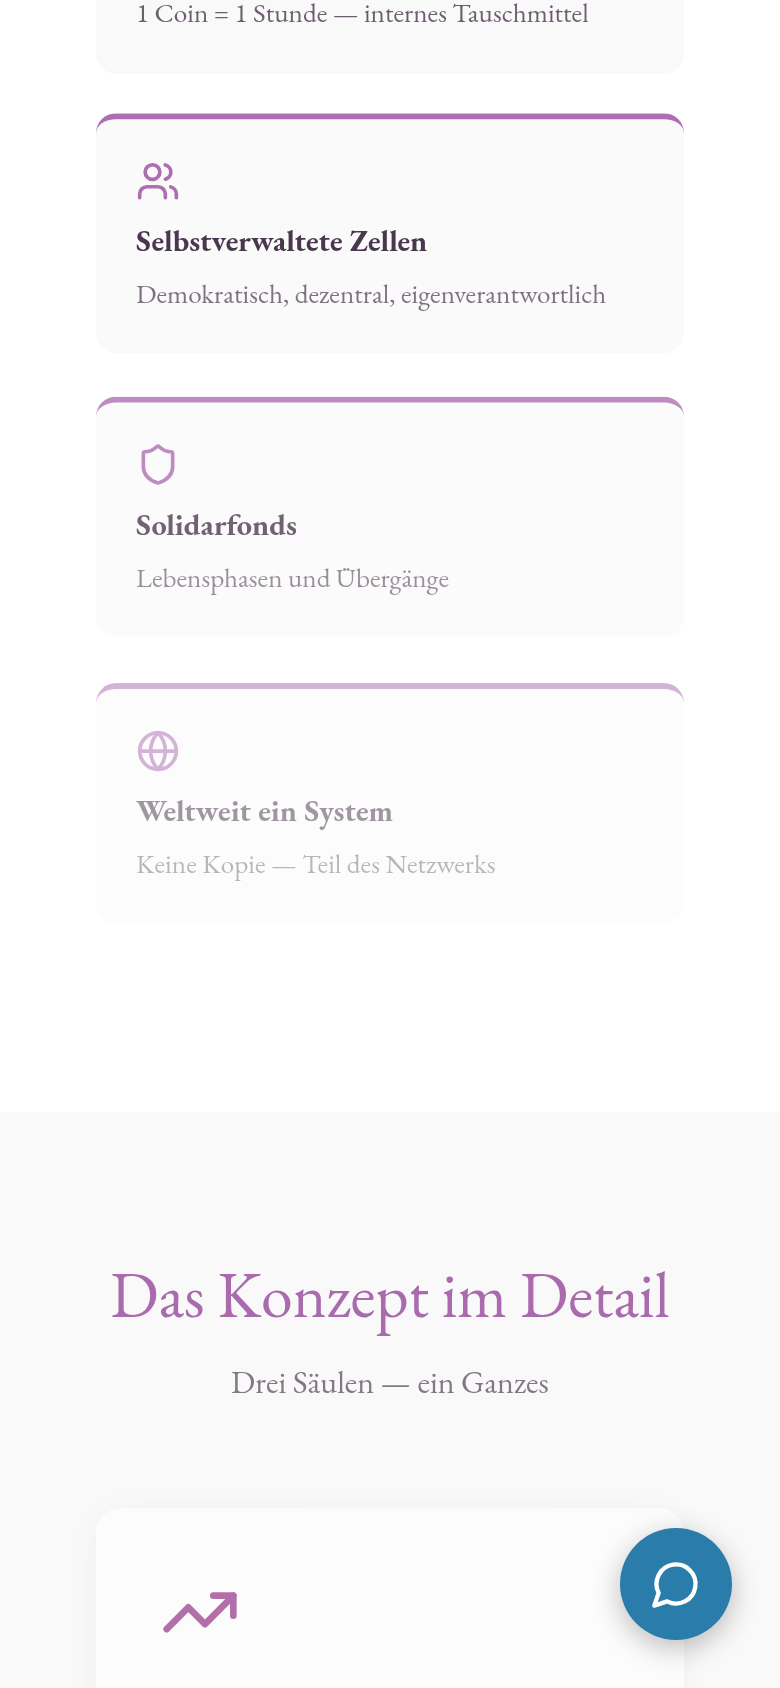 1 Coin = 1 Stunde — internes Tauschmittel
Selbstverwaltete Zellen
Demokratisch, dezentral, eigenverantwortlich
Solidarfonds
Lebensphasen und Übergänge
Weltweit ein System
Keine Kopie — Teil des Netzwerks
Das Konzept im Detail
Drei Säulen — ein Ganzes